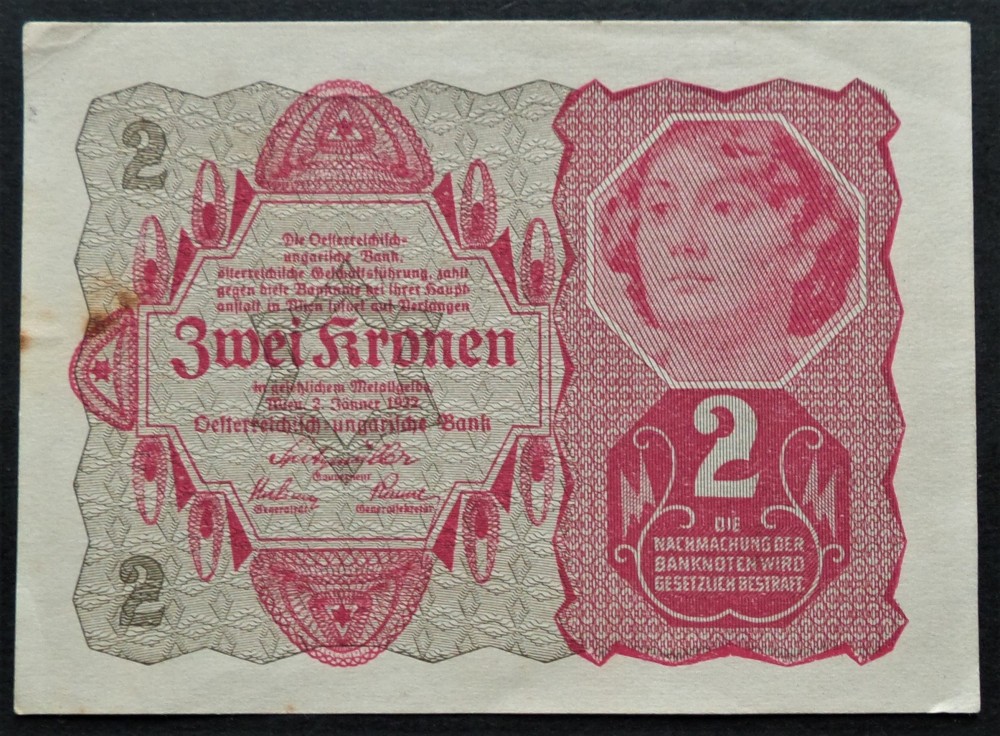 2
Die Oesterreichisch-
ungarische Bank,
österreichische Geschäftsführung, zahlt
gegen diese Banknote bei ihrer Haupt-
anstalt in Wien sofort auf Verlangen
Zwei Kronen
in gesetzlichem Metallgelde.
Wien, 2. Jänner 1922
Oesterreichisch-ungarische Bank
Gouverneur
Generalrat
Generalsekretär
2
2
DIE
NACHMACHUNG DER
BANKNOTEN WIRD
GESETZLICH BESTRAFT.